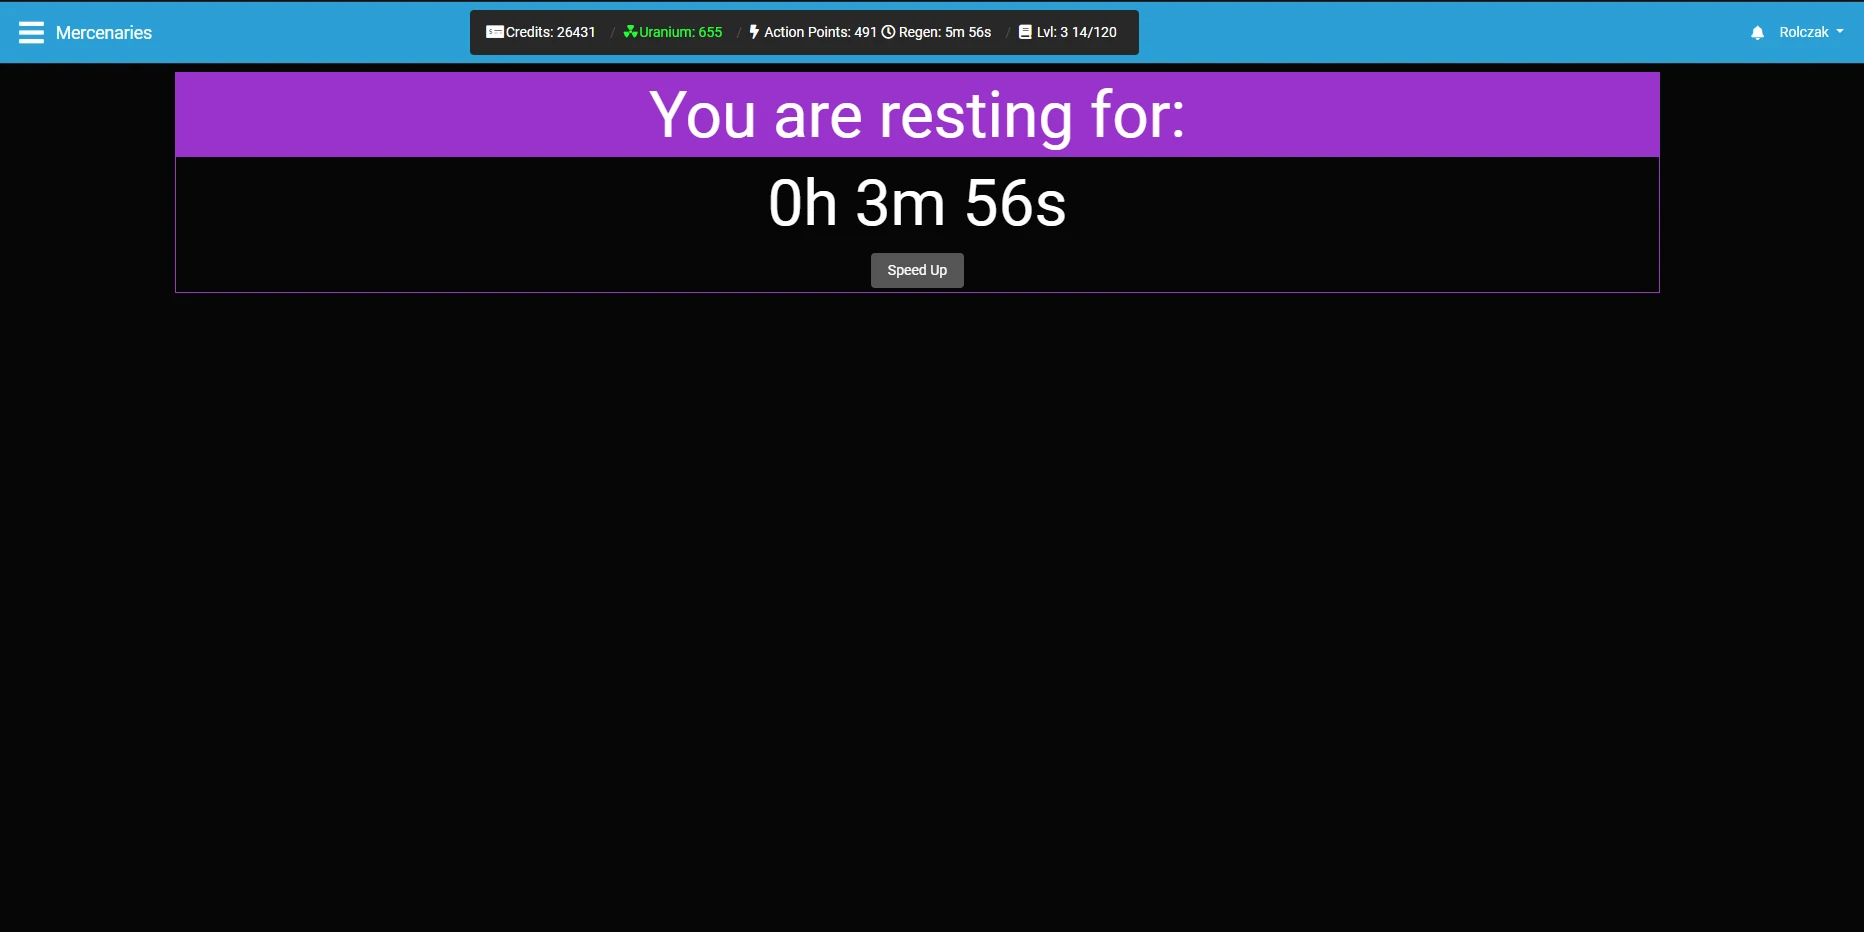 Mercenaries
Credits: 26431 / Uranium: 655 / Action Points: 491 Regen: 5m 56s / Lvl: 3 14/120
Rolczak
You are resting for:
0h 3m 56s
Speed Up